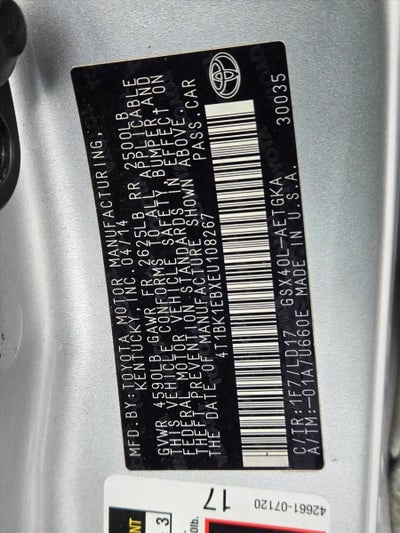 MFD.BY:TOYOTA MOTOR MANUFACTURING,
KENTUCKY, INC. 04/14
GVWR 4590LB GAWR FR 2625LB RR 2500LB
THIS VEHICLE CONFORMS TO ALL APPLICABLE
FEDERAL MOTOR VEHICLE SAFETY, BUMPER, AND
THEFT PREVENTION STANDARDS IN EFFECT ON
THE DATE OF MANUFACTURE SHOWN ABOVE.
4T1BK1EBXEU108267 PASS.CAR
C/TR:1F7/LD17 GSX40L-AETGKA 30035
A/TM:-01A/U660E MADE IN U.S.A.
42661-07120
17